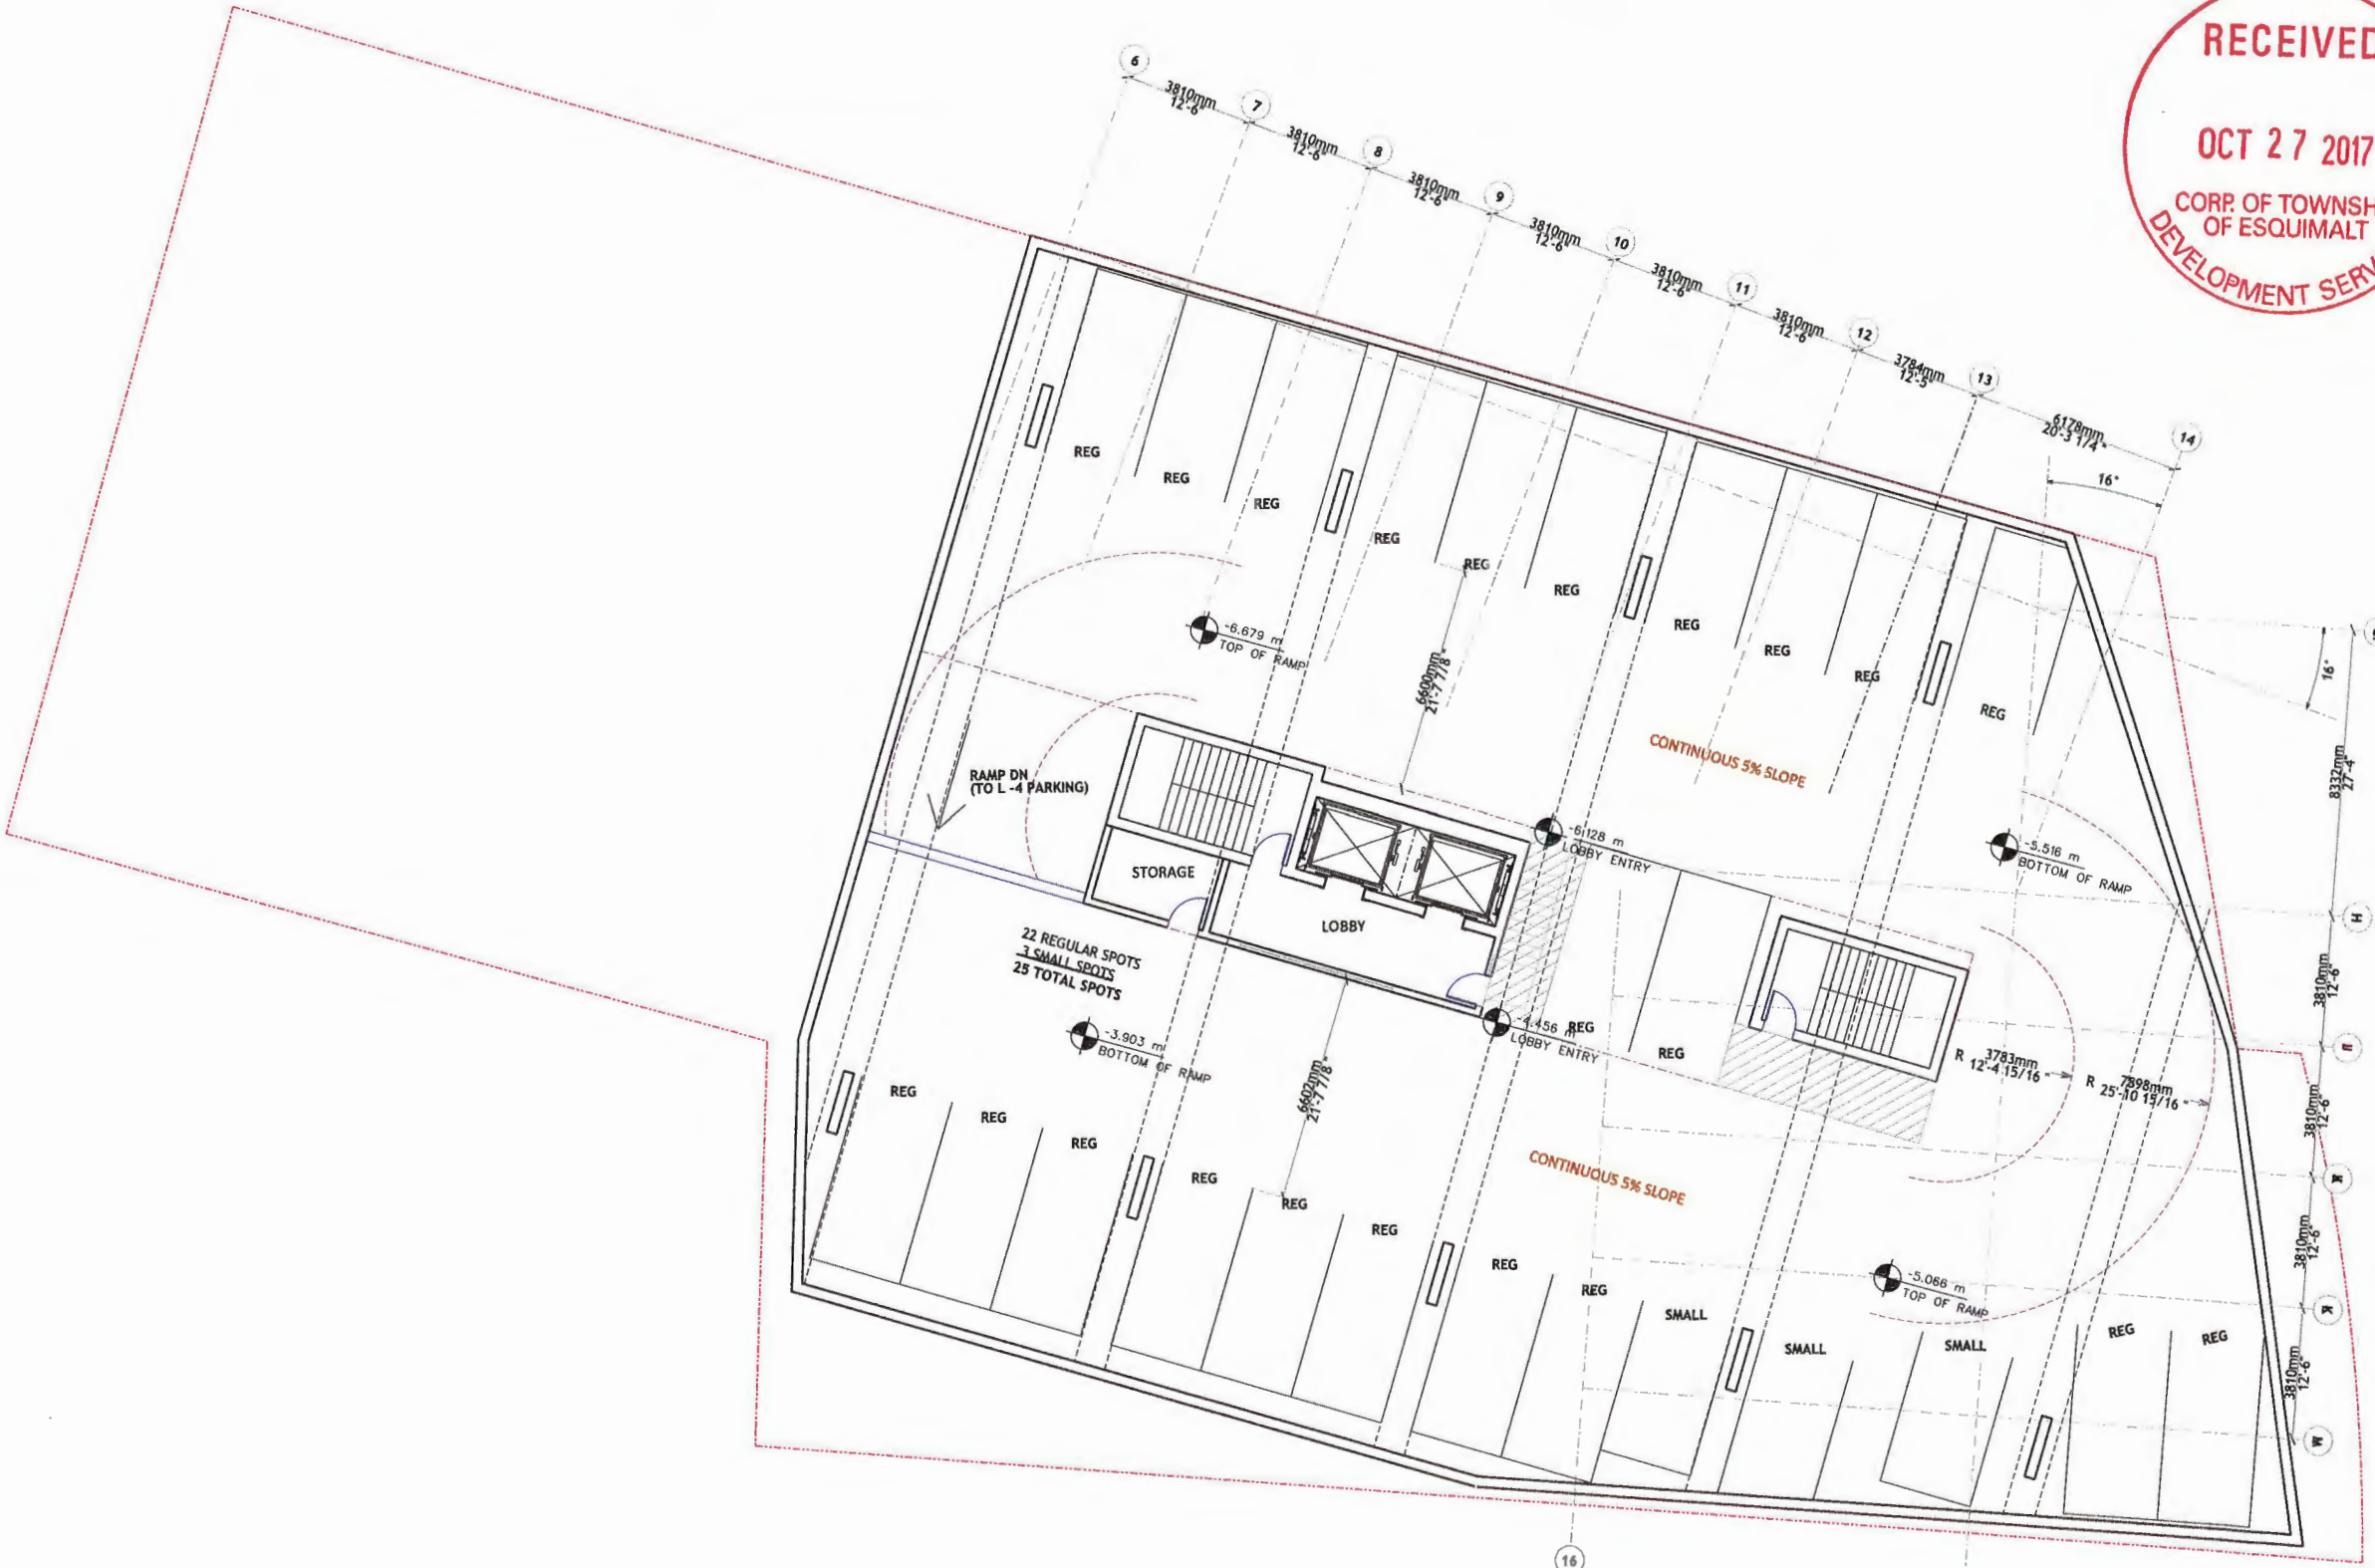 RECEIVED
OCT 27 2017
CORP. OF TOWNSH
OF ESQUIMALT
DEVELOPMENT SERV
6
3810mm
12'-6"
7
3810mm
12'-6"
8
3810mm
12'-6"
9
3810mm
12'-6"
10
3810mm
12'-6"
11
3810mm
12'-6"
12
3784mm
12'-5"
13
6178mm
20'-3 1/4"
14
16°
REG
REG
REG
REG
REG
REG
REG
REG
REG
REG
-6.679 m
TOP OF RAMP
6600mm
21'-7 7/8"
CONTINUOUS 5% SLOPE
16°
8332mm
27'-4"
RAMP DN
(TO L -4 PARKING)
-6.128 m
LOBBY ENTRY
-5.516 m
BOTTOM OF RAMP
STORAGE
LOBBY
H
22 REGULAR SPOTS
3 SMALL SPOTS
25 TOTAL SPOTS
3810mm
12'-6"
-3.903 m
BOTTOM OF RAMP
-4.456 m
LOBBY ENTRY
REG
REG
R 3783mm
12'-4 15/16"
R 7898mm
25'-10 15/16"
3810mm
12'-6"
6602mm
21'-7 7/8"
REG
REG
REG
REG
REG
REG
CONTINUOUS 5% SLOPE
3810mm
12'-6"
-5.066 m
TOP OF RAMP
K
REG
REG
SMALL
SMALL
SMALL
REG
REG
3810mm
12'-6"
16